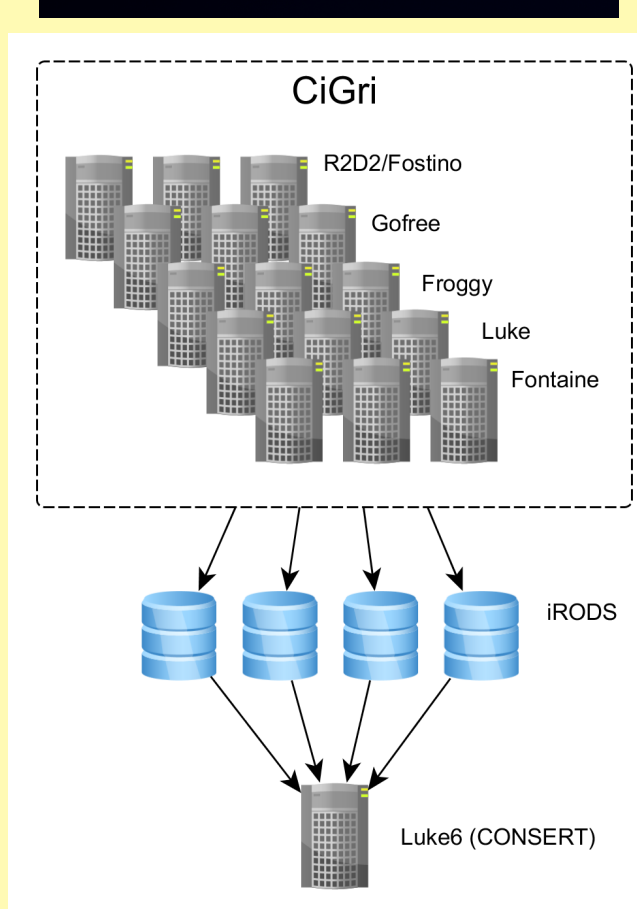 CiGri
R2D2/Fostino
Gofree
Froggy
Luke
Fontaine
iRODS
Luke6 (CONSERT)